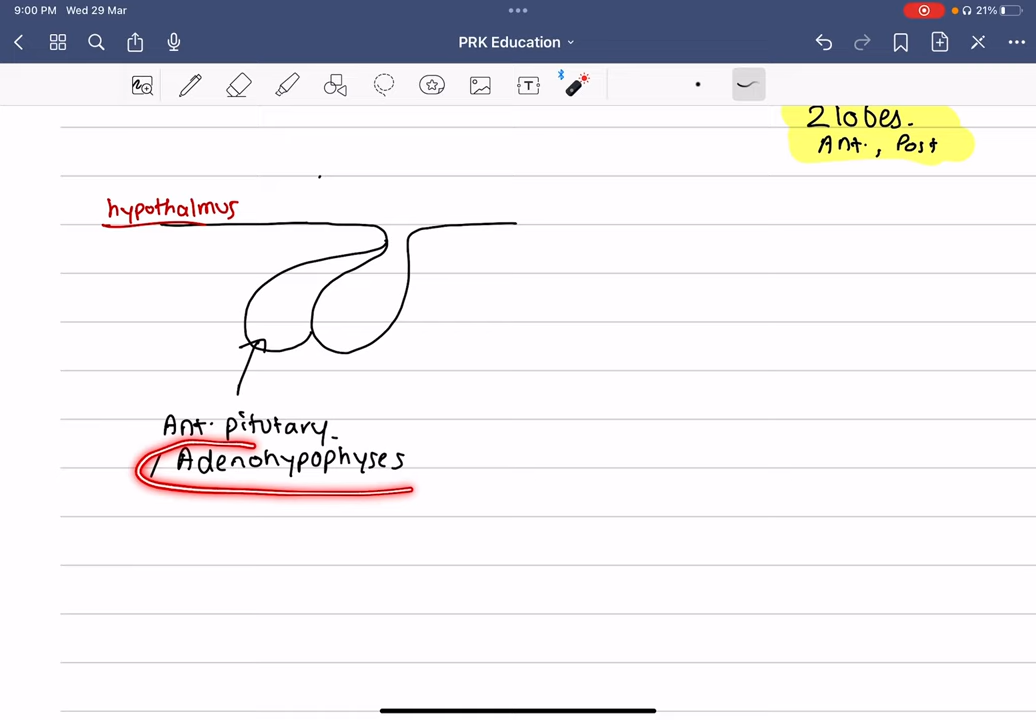 9:00 PM Wed 29 Mar
21%
PRK Education
T
2 lobes.
Ant., Post
hypothalmus
Ant. pitutary.
/ Adenohypophyses